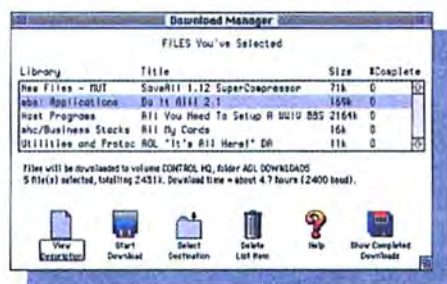 Download Manager
FILES You've Selected
Library Title Size %Complete
New Files - MUT SaveAll 1.12 SuperCompressor 71k 0
abs: Applications Do It All! 2.1 169k 0
Host Programs All You Need To Setup A BBS 2164k 0
ahc/Business Stacks All My Cards 16k 0
Utilities and Protoc AOL "It's All Here!" DA 11k 0
Files will be downloaded to volume CONTROL HQ, folder AOL DOWNLOADS
5 file(s) selected, totalling 2431k. Download time = about 4.7 hours (2400 baud).
View Description
Start Download
Select Destination
Delete List Item
Help
Show Completed Downloads